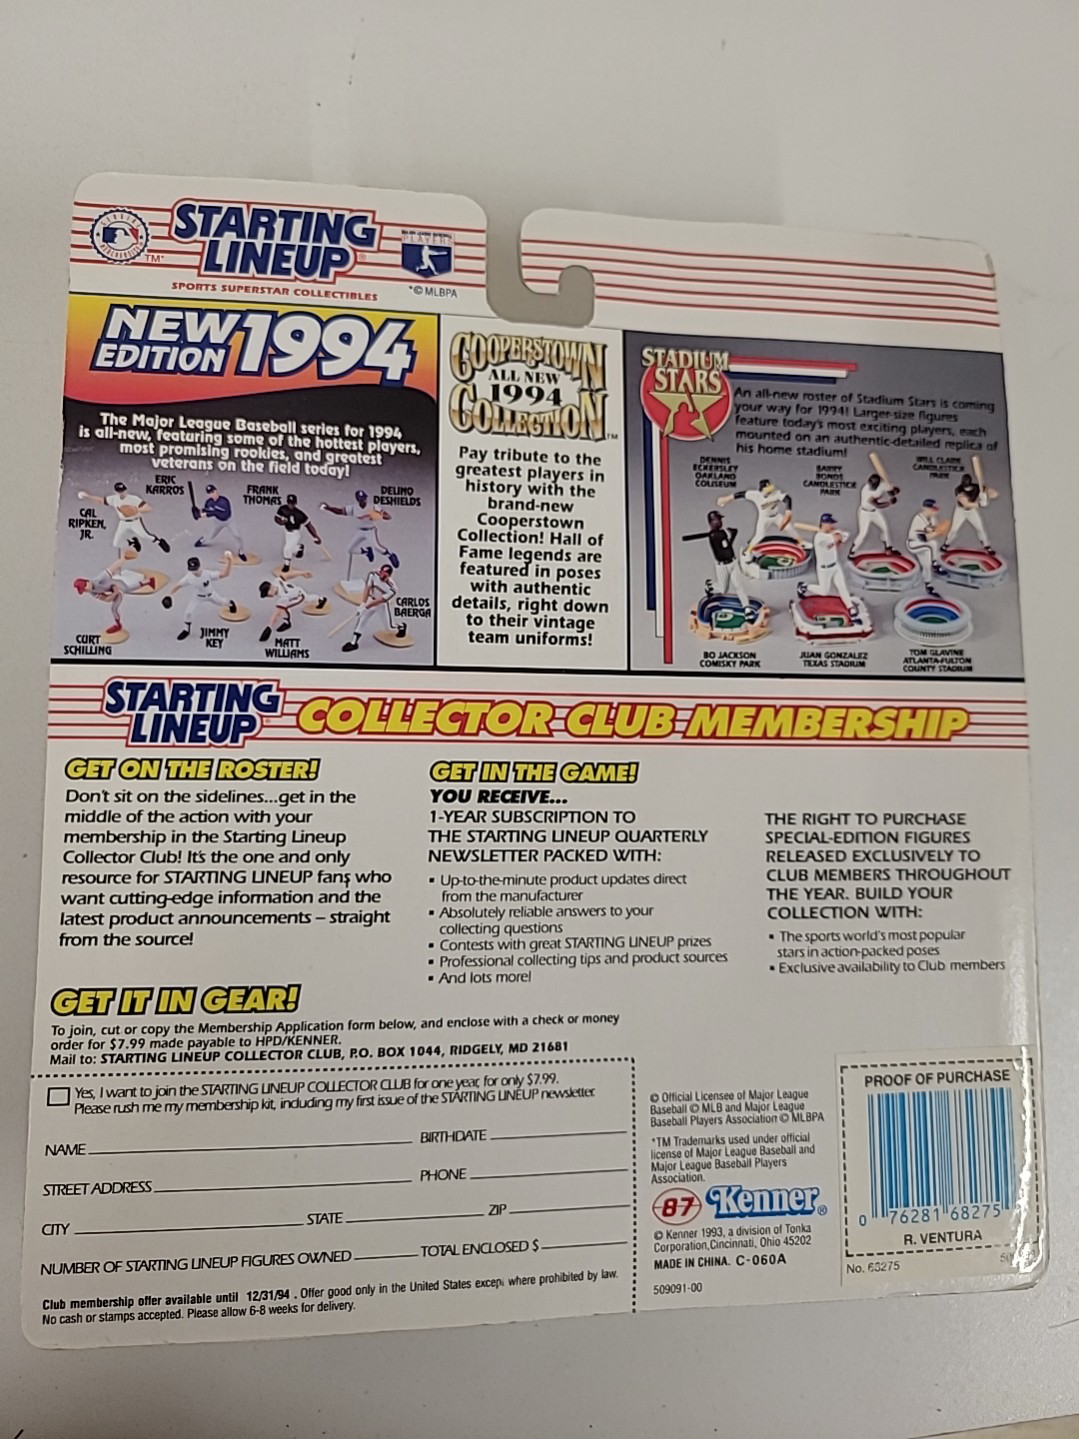 STARTING
LINEUP®
SPORTS SUPERSTAR COLLECTIBLES
TM*
PLAYERS
*© MLBPA
NEW 1994
EDITION
The Major League Baseball series for 1994
is all-new, featuring some of the hottest players,
most promising rookies, and greatest
veterans on the field today!
ERIC
KARROS
FRANK
THOMAS
DELINO
DESHIELDS
CAL
RIPKEN,
JR.
CARLOS
BAERGA
CURT
SCHILLING
JIMMY
KEY
MATT
WILLIAMS
COOPERSTOWN
ALL NEW
1994
COLLECTION™
Pay tribute to the
greatest players in
history with the
brand-new
Cooperstown
Collection! Hall of
Fame legends are
featured in poses
with authentic
details, right down
to their vintage
team uniforms!
STADIUM
STARS
An all-new roster of Stadium Stars is coming
your way for 1994! Larger-size figures
feature today's most exciting players, each
mounted on an authentic-detailed replica of
his home stadium!
DENNIS
ECKERSLEY
OAKLAND
COLISEUM
BARRY
BONDS
CANDLESTICK
PARK
WILL CLARK
CANDLESTICK
PARK
BO JACKSON
COMISKY PARK
JUAN GONZALEZ
TEXAS STADIUM
TOM GLAVINE
ATLANTA-FULTON
COUNTY STADIUM
STARTING
LINEUP® COLLECTOR CLUB MEMBERSHIP
GET ON THE ROSTER!
Don't sit on the sidelines...get in the
middle of the action with your
membership in the Starting Lineup
Collector Club! It's the one and only
resource for STARTING LINEUP fans who
want cutting-edge information and the
latest product announcements – straight
from the source!
GET IN THE GAME!
YOU RECEIVE...
1-YEAR SUBSCRIPTION TO
THE STARTING LINEUP QUARTERLY
NEWSLETTER PACKED WITH:
▪ Up-to-the-minute product updates direct
from the manufacturer
▪ Absolutely reliable answers to your
collecting questions
▪ Contests with great STARTING LINEUP prizes
▪ Professional collecting tips and product sources
▪ And lots more!
THE RIGHT TO PURCHASE
SPECIAL-EDITION FIGURES
RELEASED EXCLUSIVELY TO
CLUB MEMBERS THROUGHOUT
THE YEAR. BUILD YOUR
COLLECTION WITH:
▪ The sports world's most popular
stars in action-packed poses
▪ Exclusive availability to Club members
GET IT IN GEAR!
To join, cut or copy the Membership Application form below, and enclose with a check or money
order for $7.99 made payable to HPD/KENNER.
Mail to: STARTING LINEUP COLLECTOR CLUB, P.O. BOX 1044, RIDGELY, MD 21681
Yes, I want to join the STARTING LINEUP COLLECTOR CLUB for one year, for only $7.99.
Please rush me my membership kit, including my first issue of the STARTING LINEUP newsletter.
NAME BIRTHDATE
STREET ADDRESS PHONE
CITY STATE ZIP
NUMBER OF STARTING LINEUP FIGURES OWNED TOTAL ENCLOSED $
Club membership offer available until 12/31/94 . Offer good only in the United States except where prohibited by law.
No cash or stamps accepted. Please allow 6-8 weeks for delivery.
© Official Licensee of Major League
Baseball © MLB and Major League
Baseball Players Association © MLBPA
*TM Trademarks used under official
license of Major League Baseball and
Major League Baseball Players
Association.
87 Kenner®
© Kenner 1993, a division of Tonka
Corporation, Cincinnati, Ohio 45202
MADE IN CHINA. C-060A
509091-00
PROOF OF PURCHASE
0 76281 68275
R. VENTURA
No. 68275